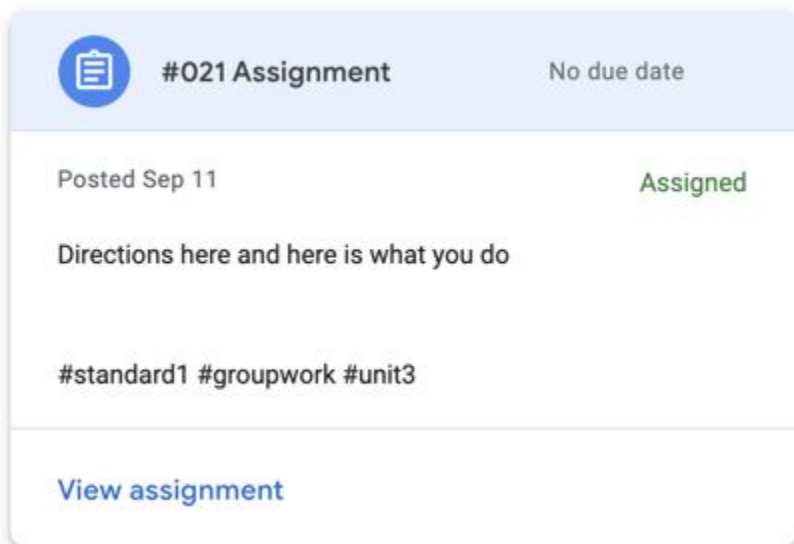 #021 Assignment No due date
Posted Sep 11 Assigned
Directions here and here is what you do
#standard1 #groupwork #unit3
View assignment